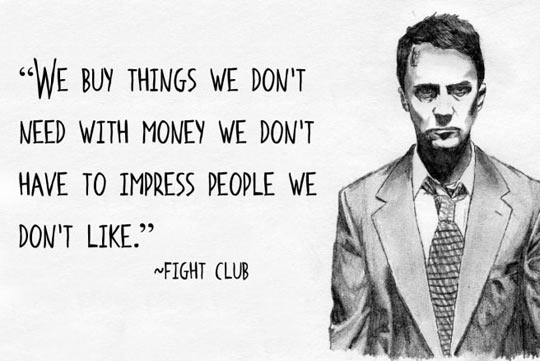 “WE BUY THINGS WE DON'T
NEED WITH MONEY WE DON'T
HAVE TO IMPRESS PEOPLE WE
DON'T LIKE.”
~FIGHT CLUB